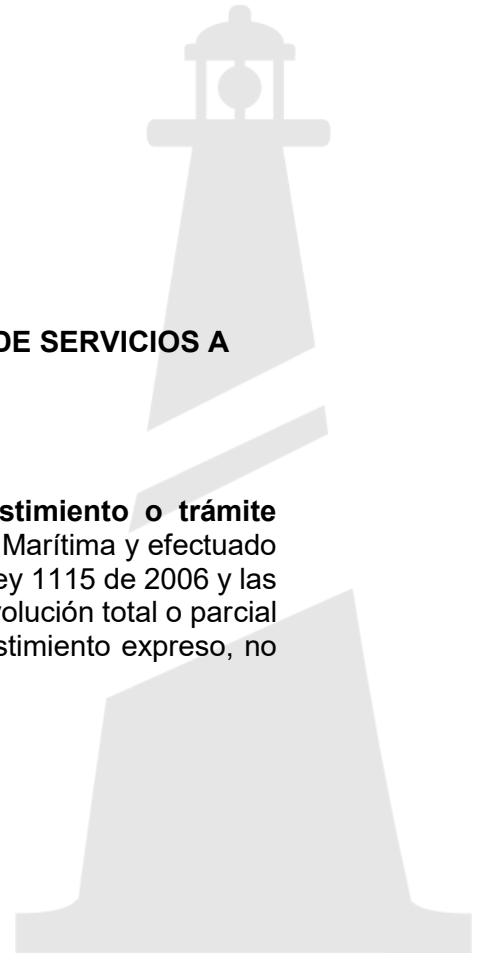 DE SERVICIOS A
stimiento o trámite
Marítima y efectuado
ey 1115 de 2006 y las
volución total o parcial
stimiento expreso, no